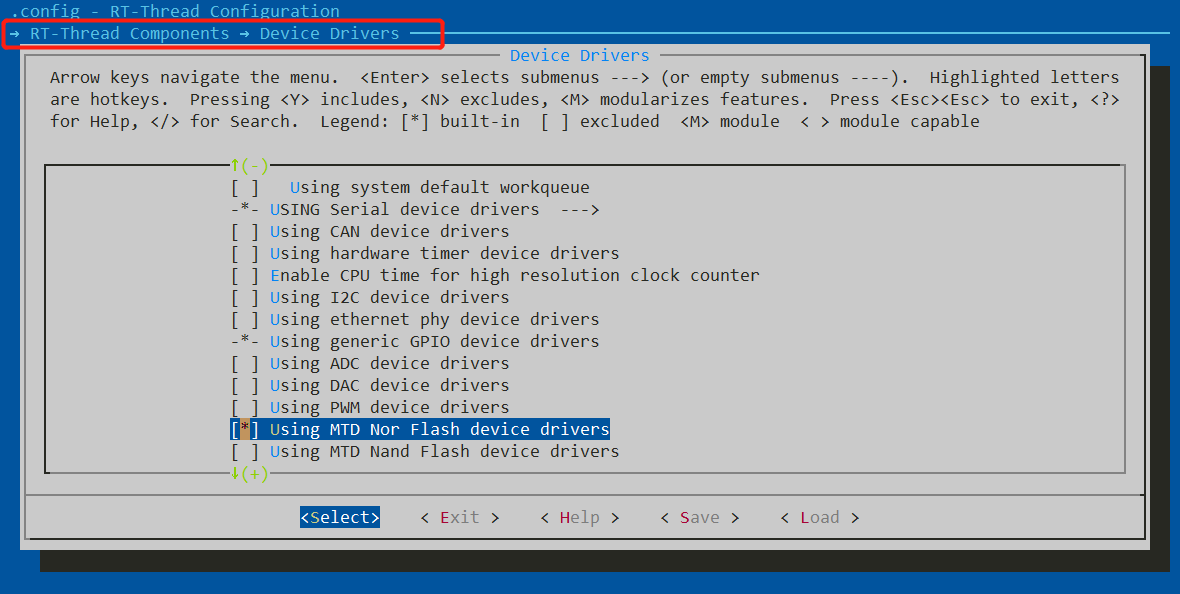 .config - RT-Thread Configuration
→ RT-Thread Components → Device Drivers
Device Drivers
Arrow keys navigate the menu.  <Enter> selects submenus ---> (or empty submenus ----).  Highlighted letters
are hotkeys.  Pressing <Y> includes, <N> excludes, <M> modularizes features.  Press <Esc><Esc> to exit, <?>
for Help, </> for Search.  Legend: [*] built-in  [ ] excluded  <M> module  < > module capable
↑(-)
[ ]   Using system default workqueue
-*- USING Serial device drivers  --->
[ ] Using CAN device drivers
[ ] Using hardware timer device drivers
[ ] Enable CPU time for high resolution clock counter
[ ] Using I2C device drivers
[ ] Using ethernet phy device drivers
-*- Using generic GPIO device drivers
[ ] Using ADC device drivers
[ ] Using DAC device drivers
[ ] Using PWM device drivers
[*] Using MTD Nor Flash device drivers
[ ] Using MTD Nand Flash device drivers
↓(+)
<Select>    < Exit >    < Help >    < Save >    < Load >